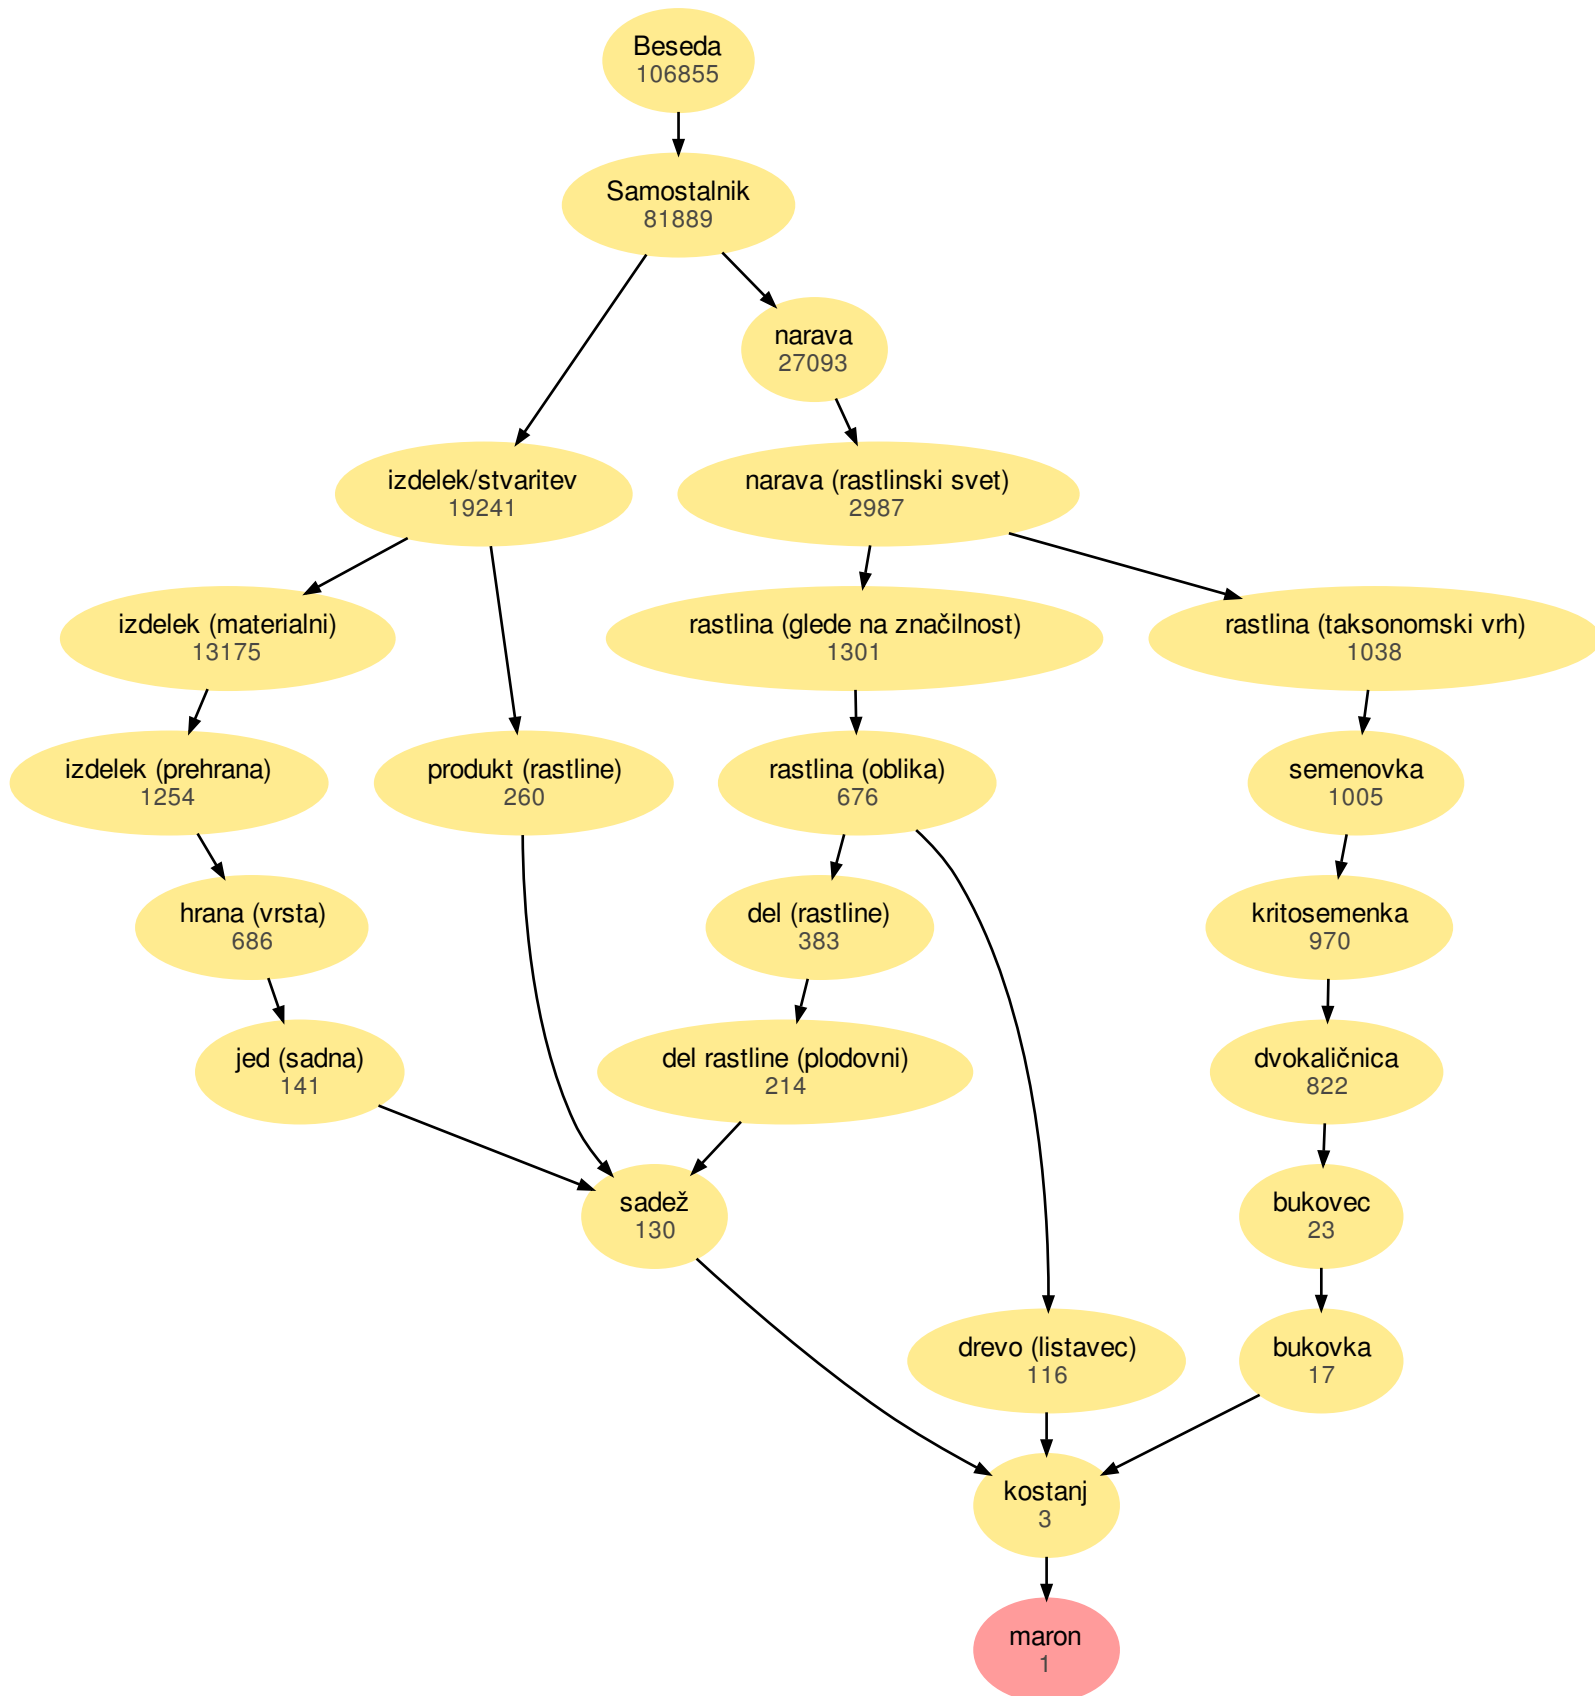 Beseda
106855
Samostalnik
81889
narava
27093
izdelek/stvaritev
19241
narava (rastlinski svet)
2987
izdelek (materialni)
13175
rastlina (glede na značilnost)
1301
rastlina (taksonomski vrh)
1038
izdelek (prehrana)
1254
produkt (rastline)
260
rastlina (oblika)
676
semenovka
1005
hrana (vrsta)
686
del (rastline)
383
kritosemenka
970
jed (sadna)
141
del rastline (plodovni)
214
dvokaličnica
822
sadež
130
bukovec
23
drevo (listavec)
116
bukovka
17
kostanj
3
maron
1